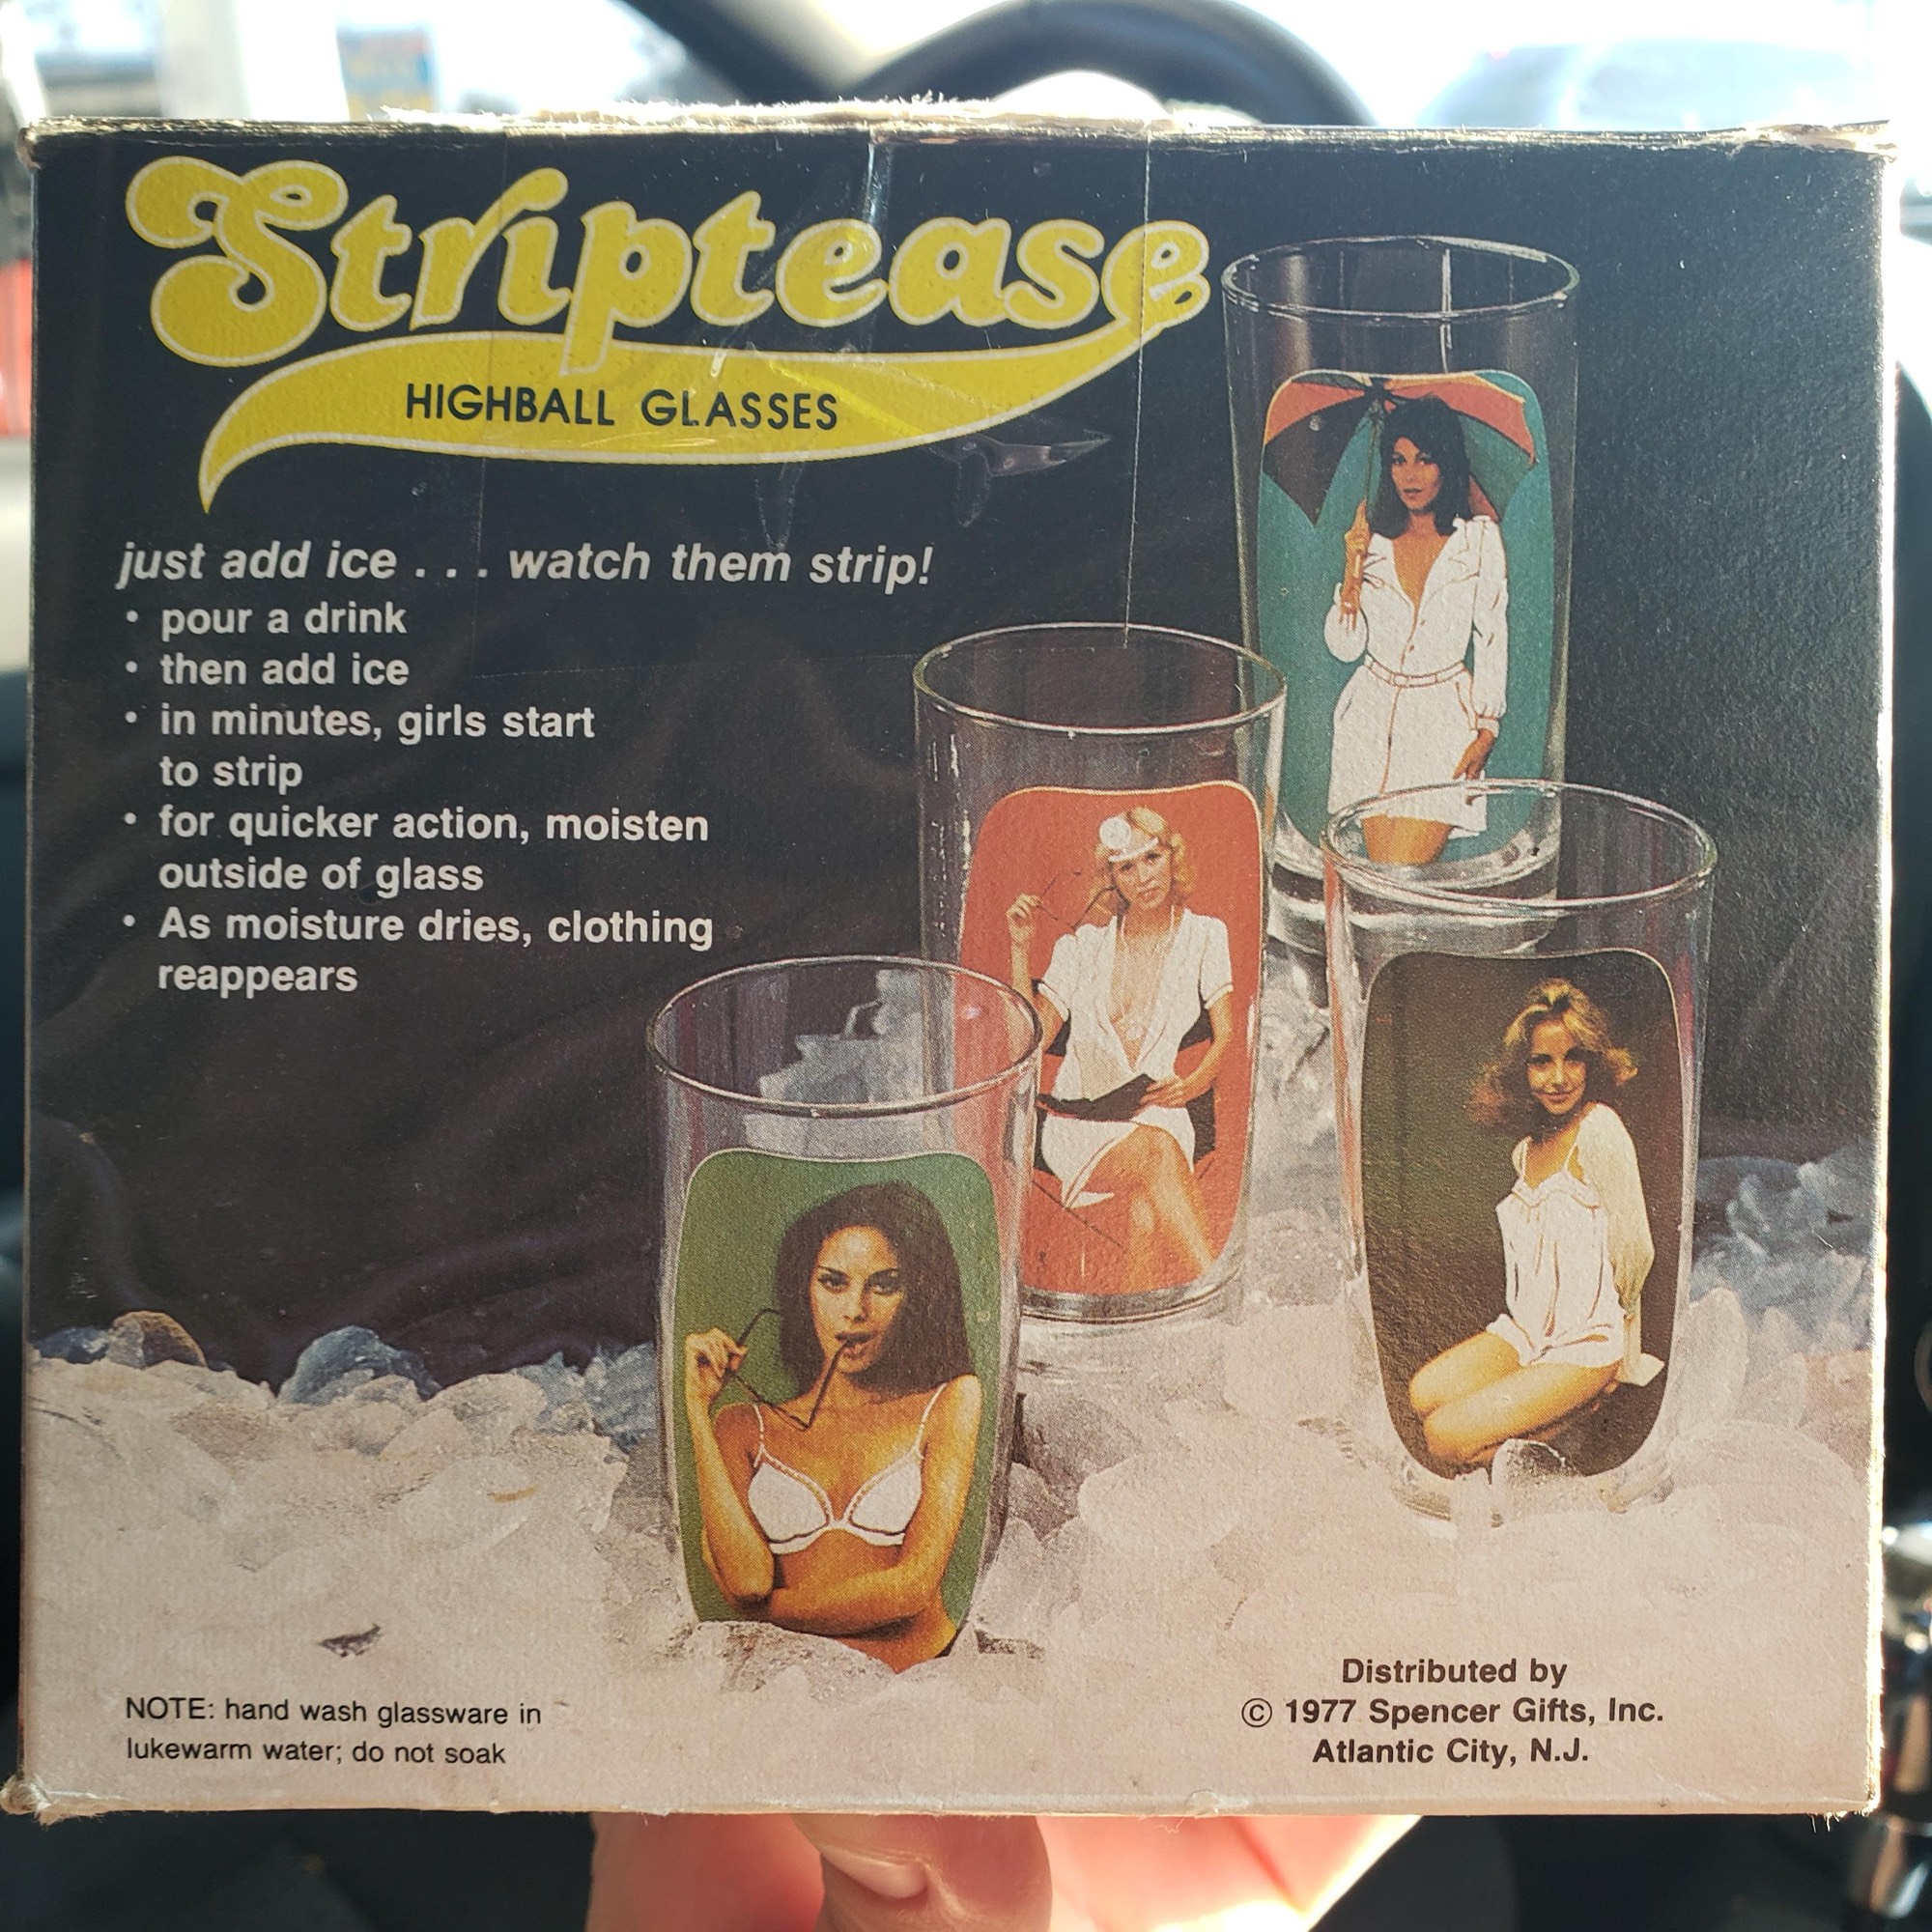 Striptease
HIGHBALL GLASSES
just add ice . . . watch them strip!
• pour a drink
• then add ice
• in minutes, girls start
to strip
• for quicker action, moisten
outside of glass
• As moisture dries, clothing
reappears
NOTE: hand wash glassware in
lukewarm water; do not soak
Distributed by
© 1977 Spencer Gifts, Inc.
Atlantic City, N.J.